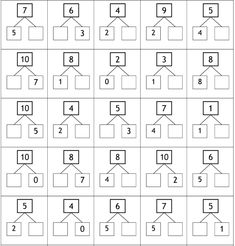 7 6 4 9 5
5 3 2 2 4
10 8 2 3 8
7 1 0 1 8
10 4 5 7 1
5 2 3 4 1
10 8 8 10 6
0 7 4 2 5
5 4 6 7 5
2 0 6 5 1